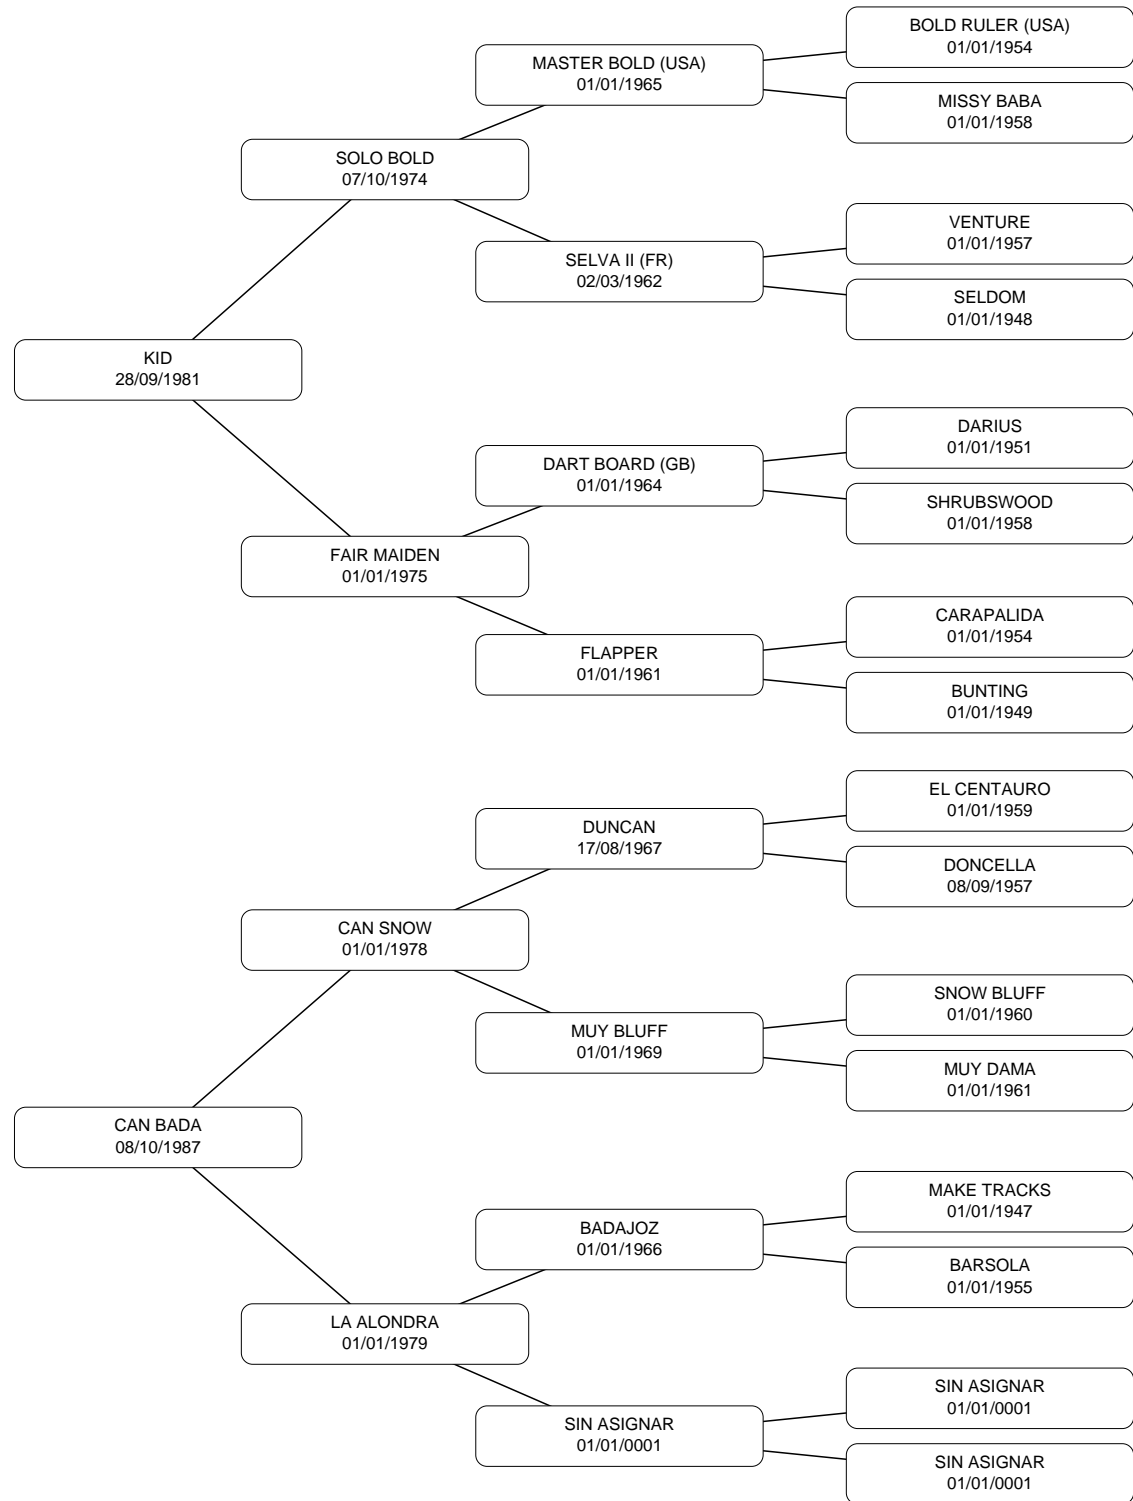 BOLD RULER (USA)
01/01/1954
MASTER BOLD (USA)
01/01/1965
MISSY BABA
01/01/1958
SOLO BOLD
07/10/1974
VENTURE
01/01/1957
SELVA II (FR)
02/03/1962
SELDOM
01/01/1948
KID
28/09/1981
DARIUS
01/01/1951
DART BOARD (GB)
01/01/1964
SHRUBSWOOD
01/01/1958
FAIR MAIDEN
01/01/1975
CARAPALIDA
01/01/1954
FLAPPER
01/01/1961
BUNTING
01/01/1949
EL CENTAURO
01/01/1959
DUNCAN
17/08/1967
DONCELLA
08/09/1957
CAN SNOW
01/01/1978
SNOW BLUFF
01/01/1960
MUY BLUFF
01/01/1969
MUY DAMA
01/01/1961
CAN BADA
08/10/1987
MAKE TRACKS
01/01/1947
BADAJOZ
01/01/1966
BARSOLA
01/01/1955
LA ALONDRA
01/01/1979
SIN ASIGNAR
01/01/0001
SIN ASIGNAR
01/01/0001
SIN ASIGNAR
01/01/0001